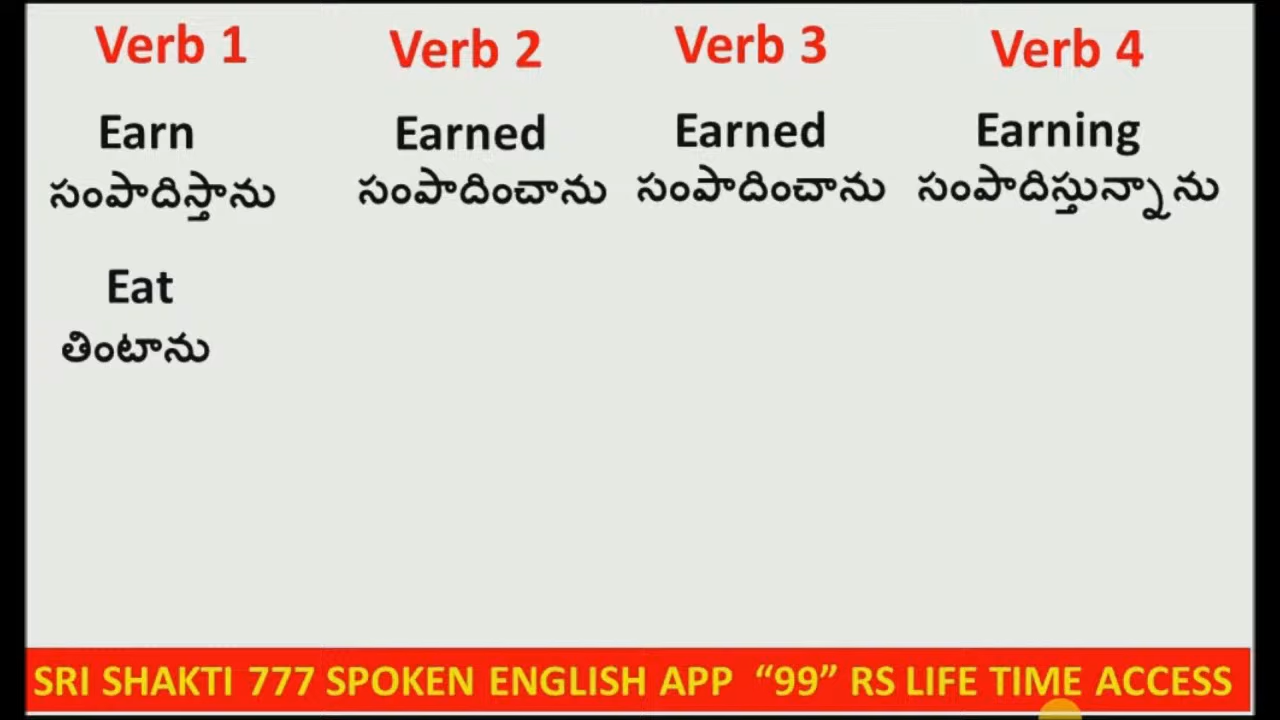 Verb 1 Verb 2 Verb 3 Verb 4
Earn Earned Earned Earning
సంపాదిస్తాను సంపాదించాను సంపాదించాను సంపాదిస్తున్నాను
Eat
తింటాను
SRI SHAKTI 777 SPOKEN ENGLISH APP “99” RS LIFE TIME ACCESS